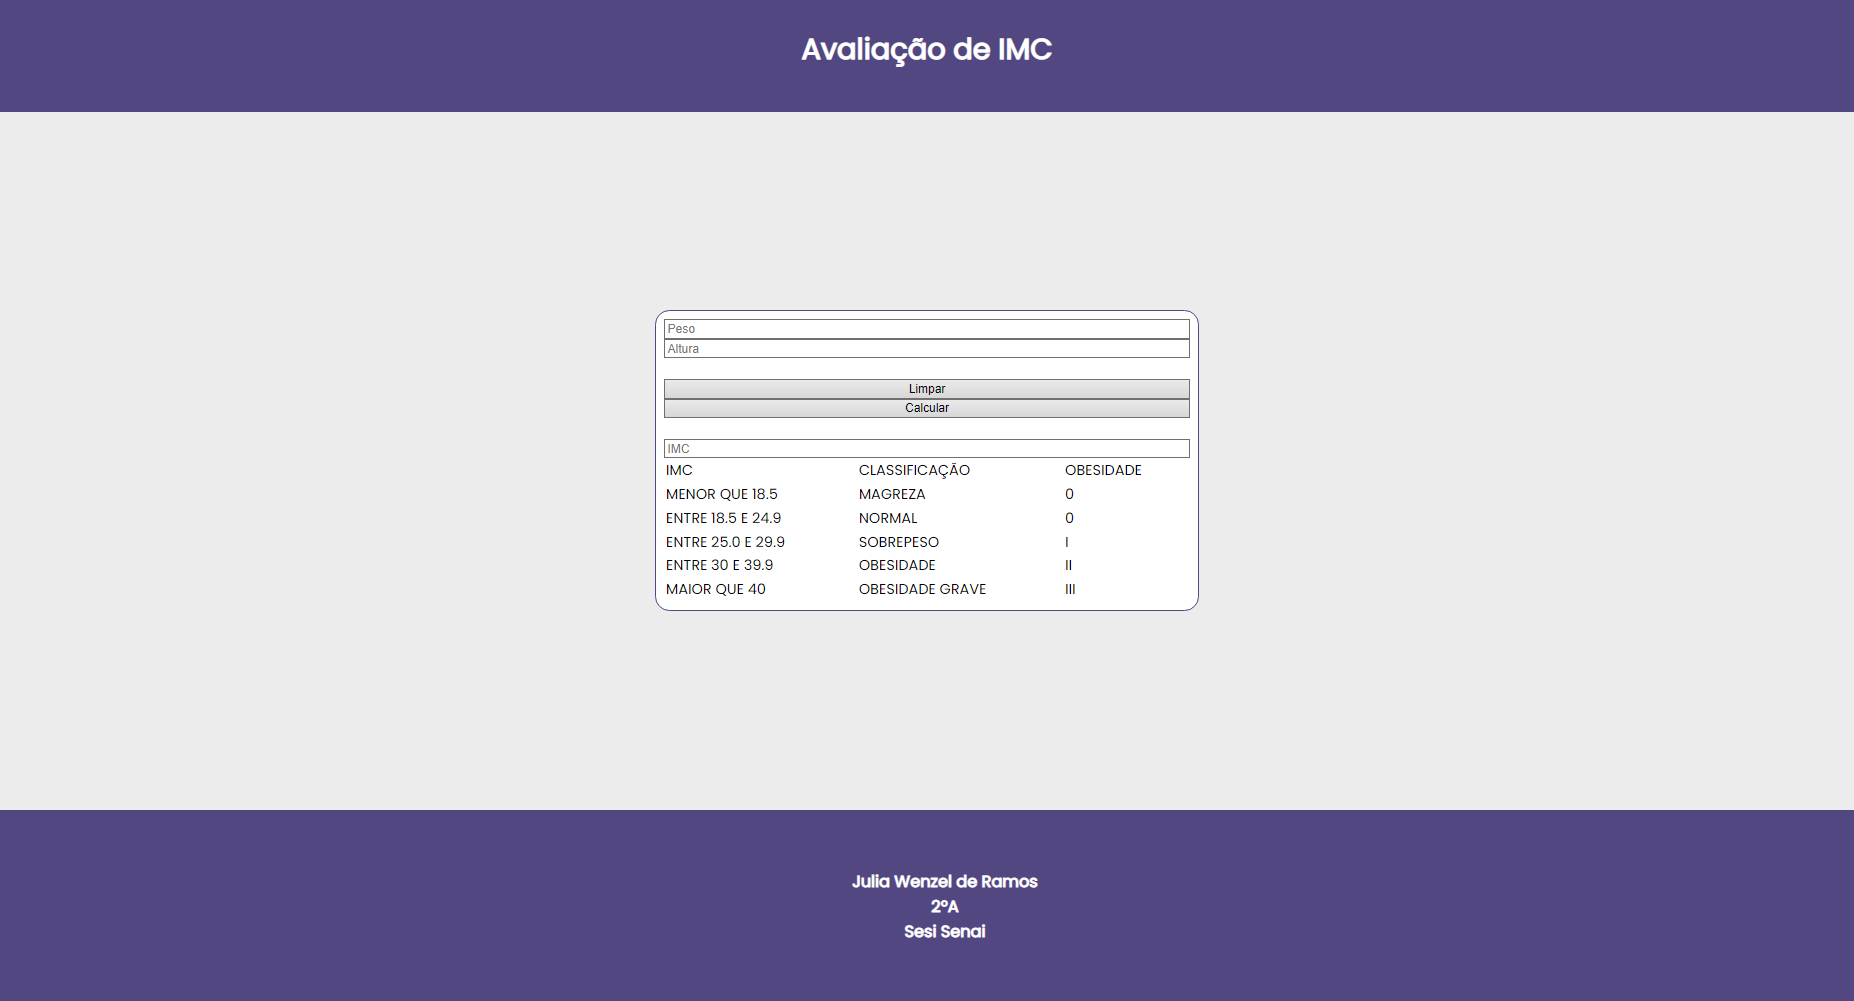 Avaliação de IMC
Peso
Altura
Limpar
Calcular
IMC
IMC CLASSIFICAÇÃO OBESIDADE
MENOR QUE 18.5 MAGREZA 0
ENTRE 18.5 E 24.9 NORMAL 0
ENTRE 25.0 E 29.9 SOBREPESO I
ENTRE 30 E 39.9 OBESIDADE II
MAIOR QUE 40 OBESIDADE GRAVE III
Julia Wenzel de Ramos
2°A
Sesi Senai